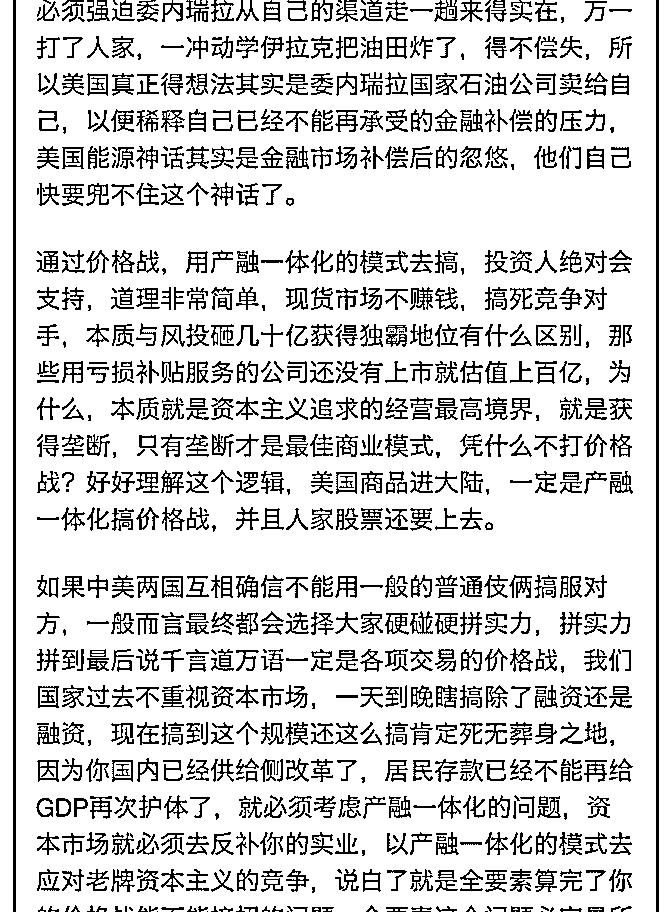 必须强迫委内瑞拉从自己的渠道走一趟来得实在，万一
打了人家，一冲动学伊拉克把油田炸了，得不偿失，所
以美国真正得想法其实是委内瑞拉国家石油公司卖给自
己，以便稀释自己已经不能再承受的金融补偿的压力，
美国能源神话其实是金融市场补偿后的忽悠，他们自己
快要兜不住这个神话了。
通过价格战，用产融一体化的模式去搞，投资人绝对会
支持，道理非常简单，现货市场不赚钱，搞死竞争对
手，本质与风投砸几十亿获得独霸地位有什么区别，那
些用亏损补贴服务的公司还没有上市就估值上百亿，为
什么，本质就是资本主义追求的经营最高境界，就是获
得垄断，只有垄断才是最佳商业模式，凭什么不打价格
战？好好理解这个逻辑，美国商品进大陆，一定是产融
一体化搞价格战，并且人家股票还要上去。
如果中美两国互相确信不能用一般的普通伎俩搞服对
方，一般而言最终都会选择大家硬碰硬拼实力，拼实力
拼到最后说千言道万语一定是各项交易的价格战，我们
国家过去不重视资本市场，一天到晚瞎搞除了融资还是
融资，现在搞到这个规模还这么搞肯定死无葬身之地，
因为你国内已经供给侧改革了，居民存款已经不能再给
GDP再次护体了，就必须考虑产融一体化的问题，资
本市场就必须去反补你的实业，以产融一体化的模式去
应对老牌资本主义的竞争，说白了就是全要素算完了你